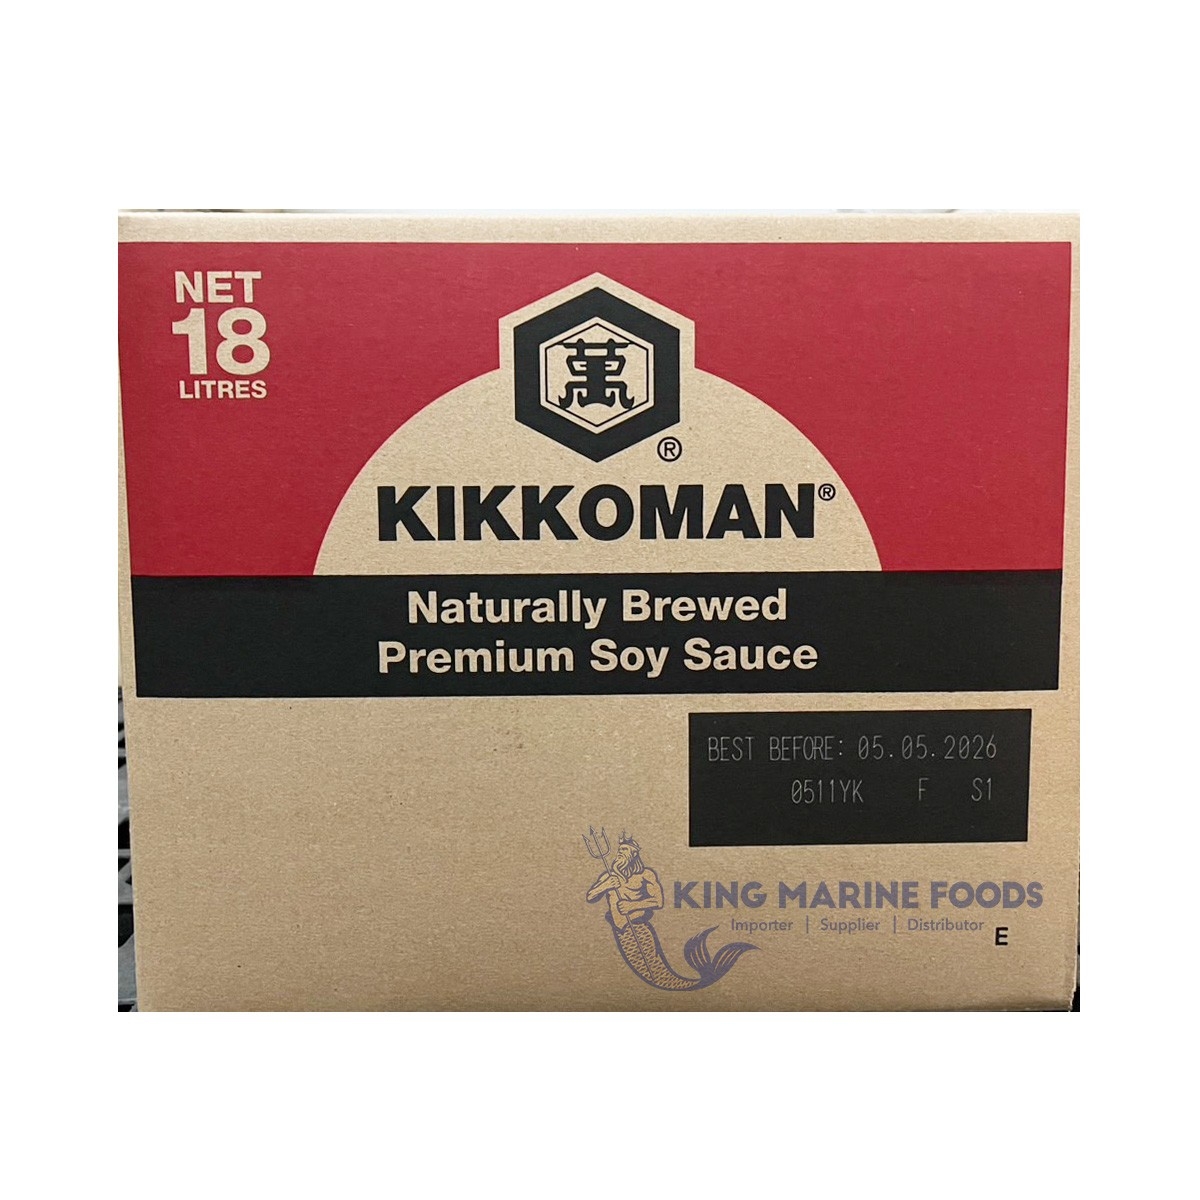 NET
18
LITRES
萬
®
KIKKOMAN®
Naturally Brewed
Premium Soy Sauce
BEST BEFORE: 05.05.2026
0511YK F S1
KING MARINE FOODS
Importer | Supplier | Distributor
E